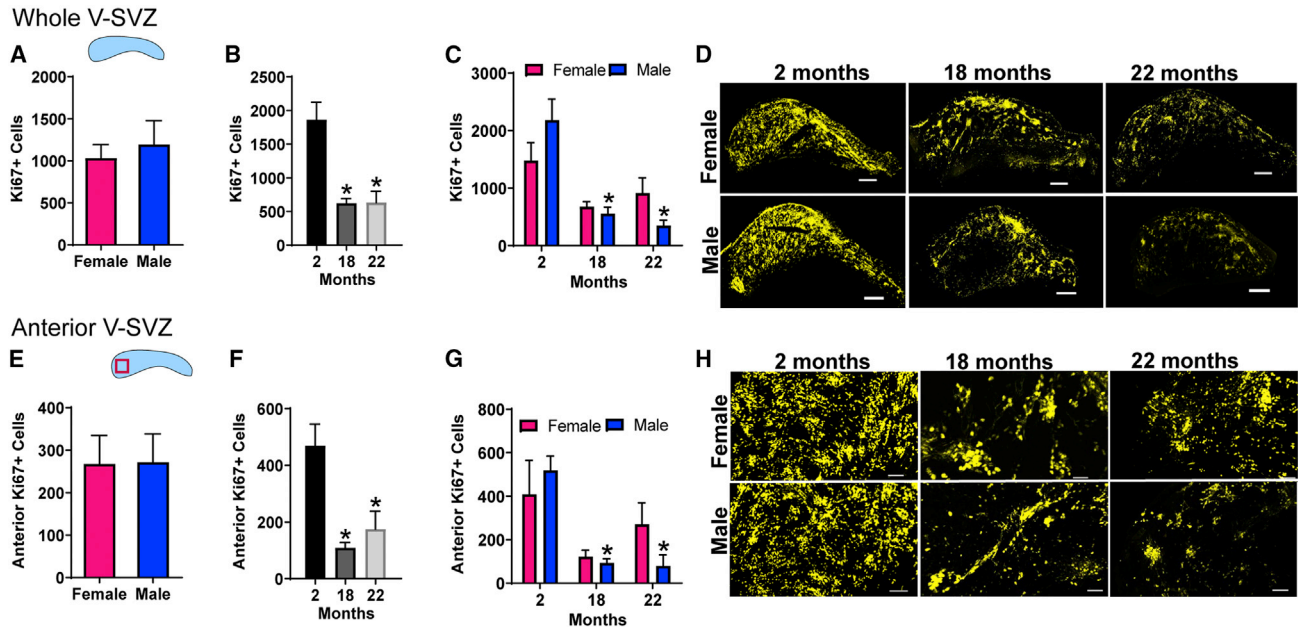 Whole V-SVZ
A
Ki67+ Cells
2000
1500
1000
500
0
Female Male
B
Ki67+ Cells
2500
2000
1500
1000
500
0
* *
2 18 22
Months
C
Female Male
Ki67+ Cells
3000
2000
1000
0
* *
2 18 22
Months
D
2 months 18 months 22 months
Female
Male
Anterior V-SVZ
E
Anterior Ki67+ Cells
400
300
200
100
0
Female Male
F
Anterior Ki67+ Cells
600
400
200
0
* *
2 18 22
Months
G
Female Male
Anterior Ki67+ Cells
800
600
400
200
0
* *
2 18 22
Months
H
2 months 18 months 22 months
Female
Male